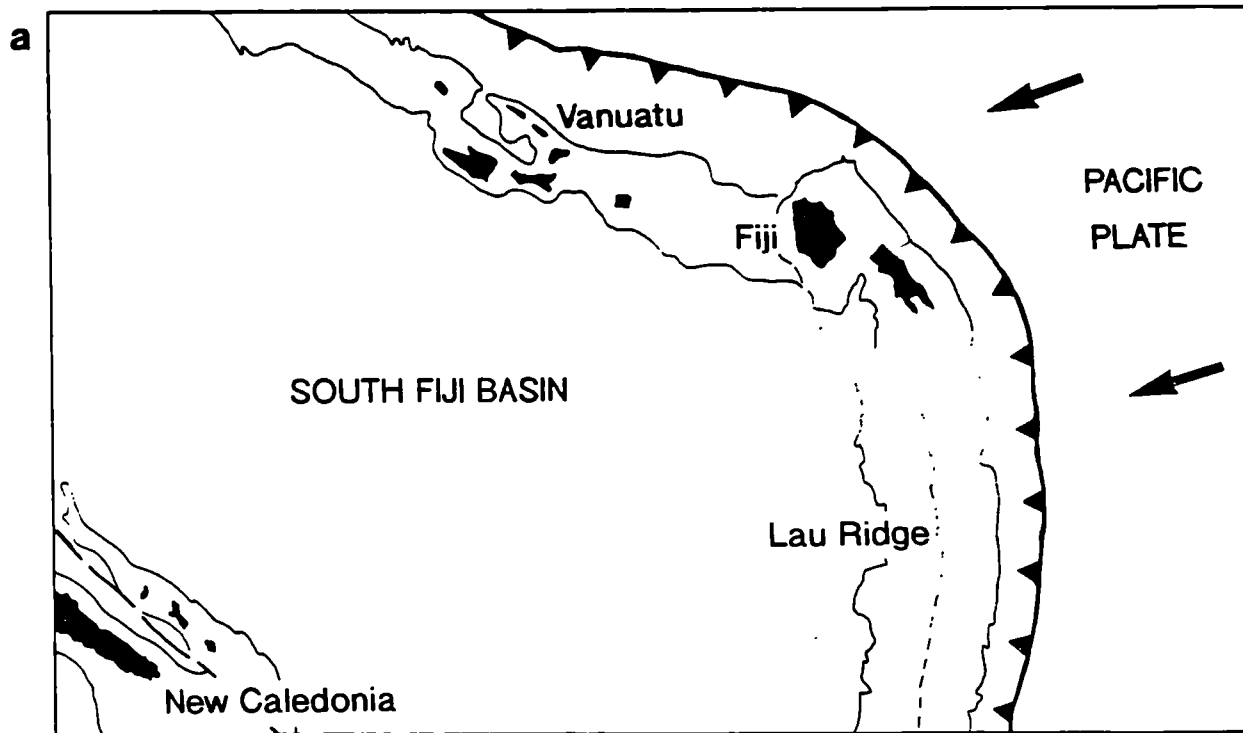 a
Vanuatu
PACIFIC
PLATE
Fiji
SOUTH FIJI BASIN
Lau Ridge
New Caledonia